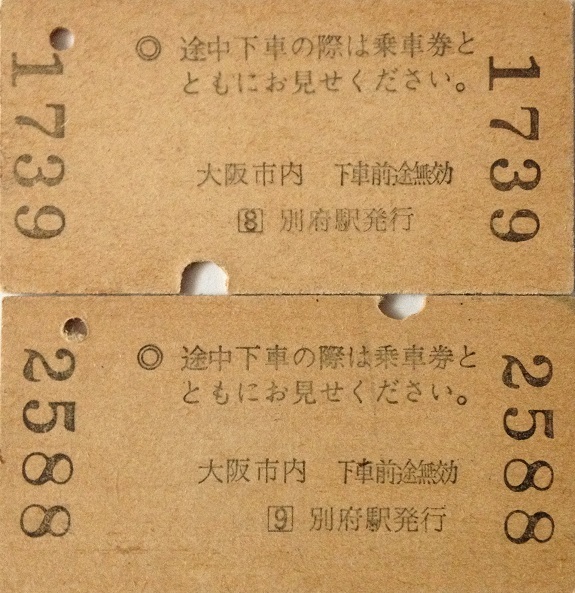 1739
◎ 途中下車の際は乗車券と
ともにお見せください。
大阪市内 下車前途無効
8 別府駅発行
1739
2588
◎ 途中下車の際は乗車券と
ともにお見せください。
大阪市内 下車前途無効
9 別府駅発行
2588